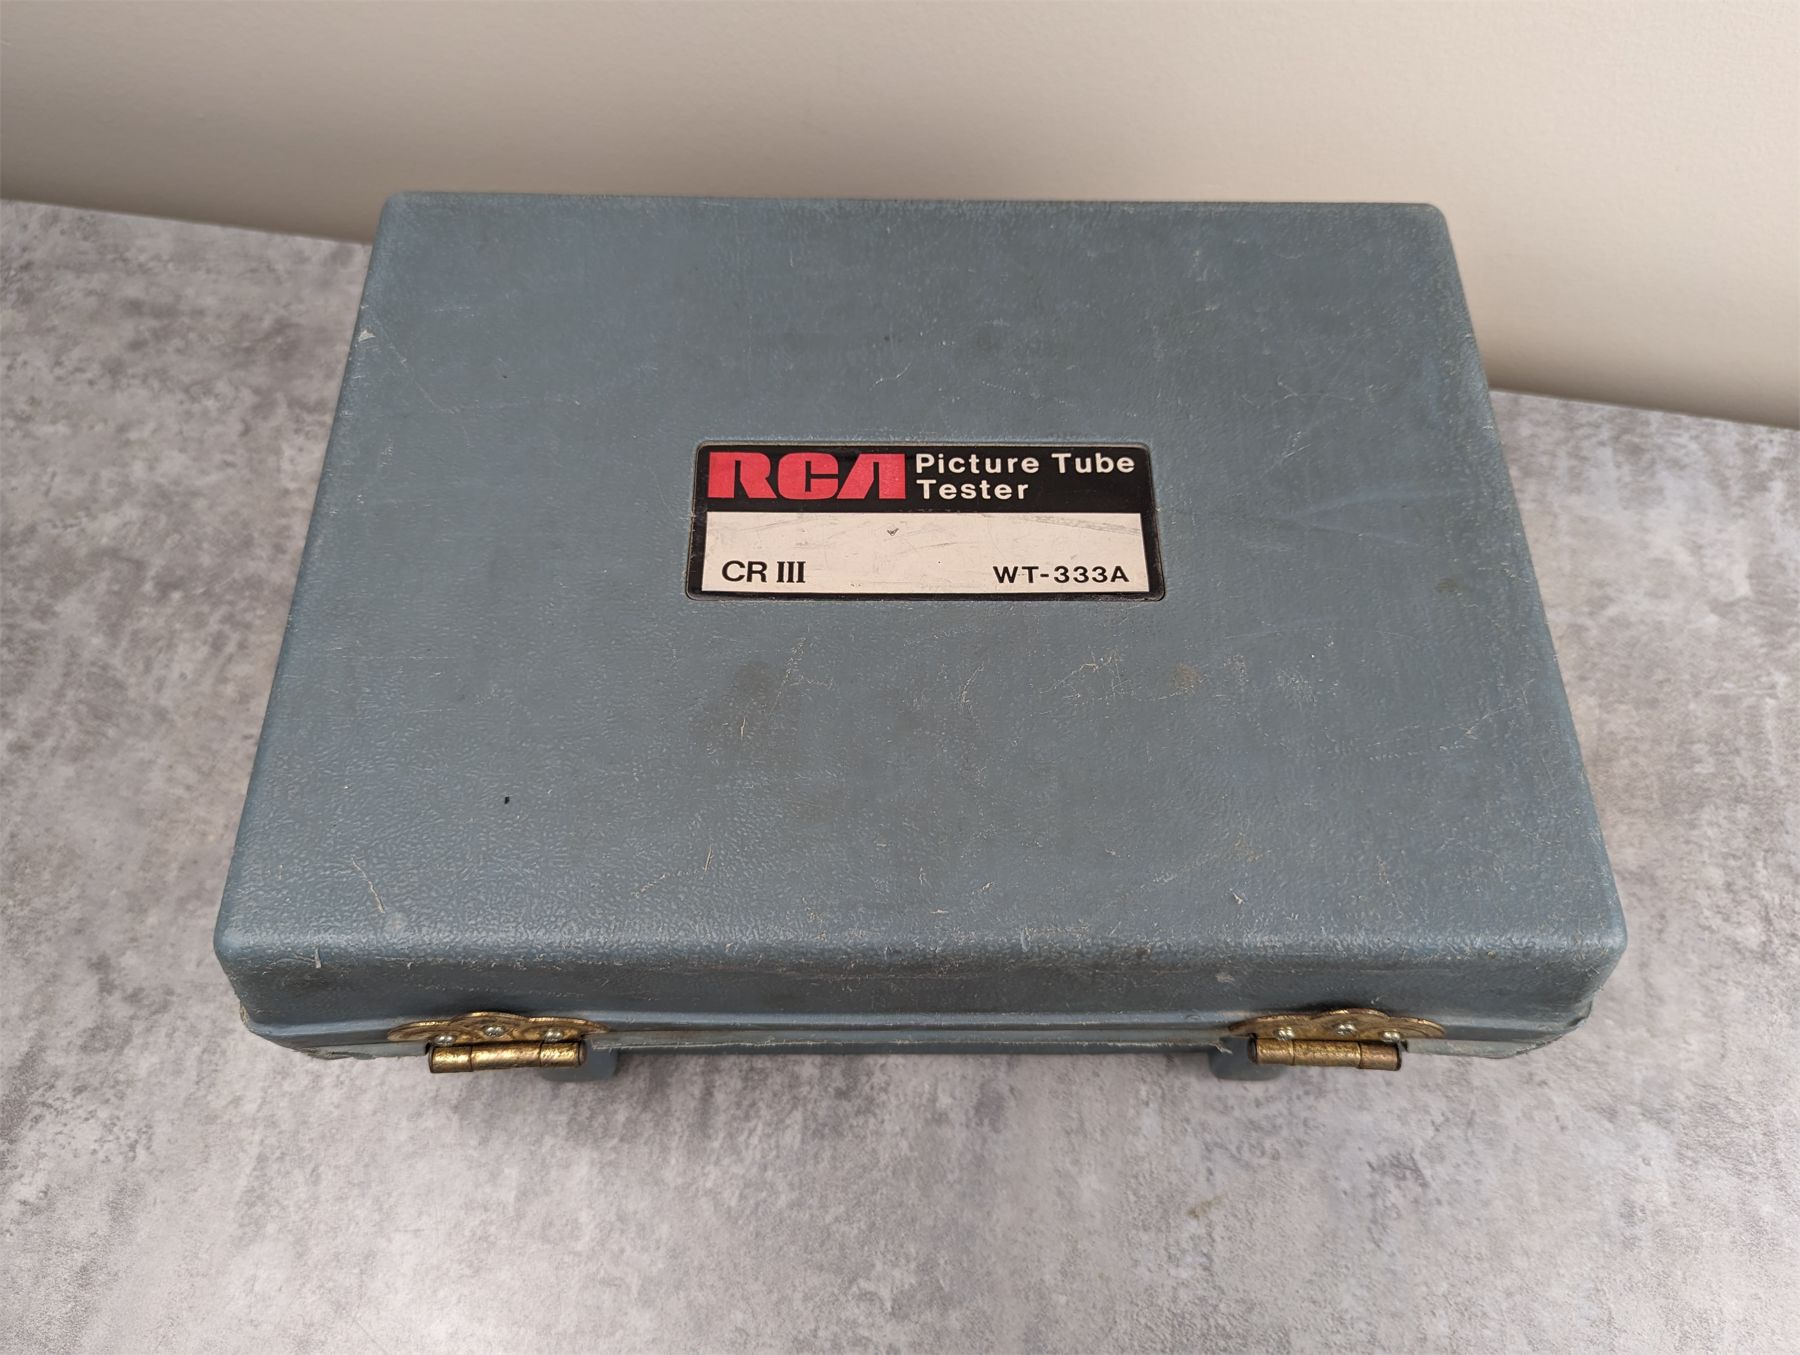 RCA Picture Tube
Tester
CR III WT-333A